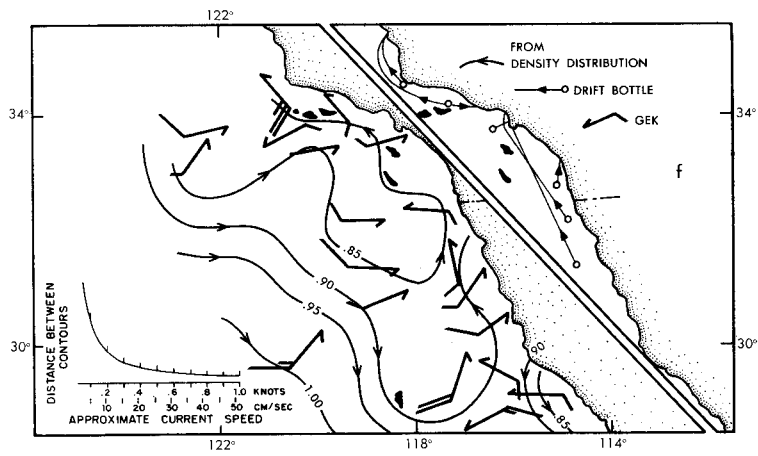 122°
FROM
DENSITY DISTRIBUTION
DRIFT BOTTLE
GEK
34°
34°
f
.85
.90
.95
1.00
.90
.85
30°
30°
DISTANCE BETWEEN
CONTOURS
.2 .4 .6 .8 1.0 KNOTS
10 20 30 40 50 CM/SEC
APPROXIMATE CURRENT SPEED
122°
118°
114°